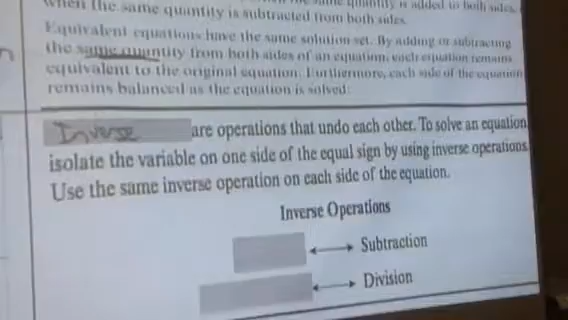 when the same quantity is subtracted from both sides.
Equivalent equations have the same solution set. By adding or subtracting
the same quantity from both sides of an equation, each equation remains
equivalent to the original equation. Furthermore, each side of the equation
remains balanced as the equation is solved.
Inverse are operations that undo each other. To solve an equation,
isolate the variable on one side of the equal sign by using inverse operations.
Use the same inverse operation on each side of the equation.
Inverse Operations
Subtraction
Division